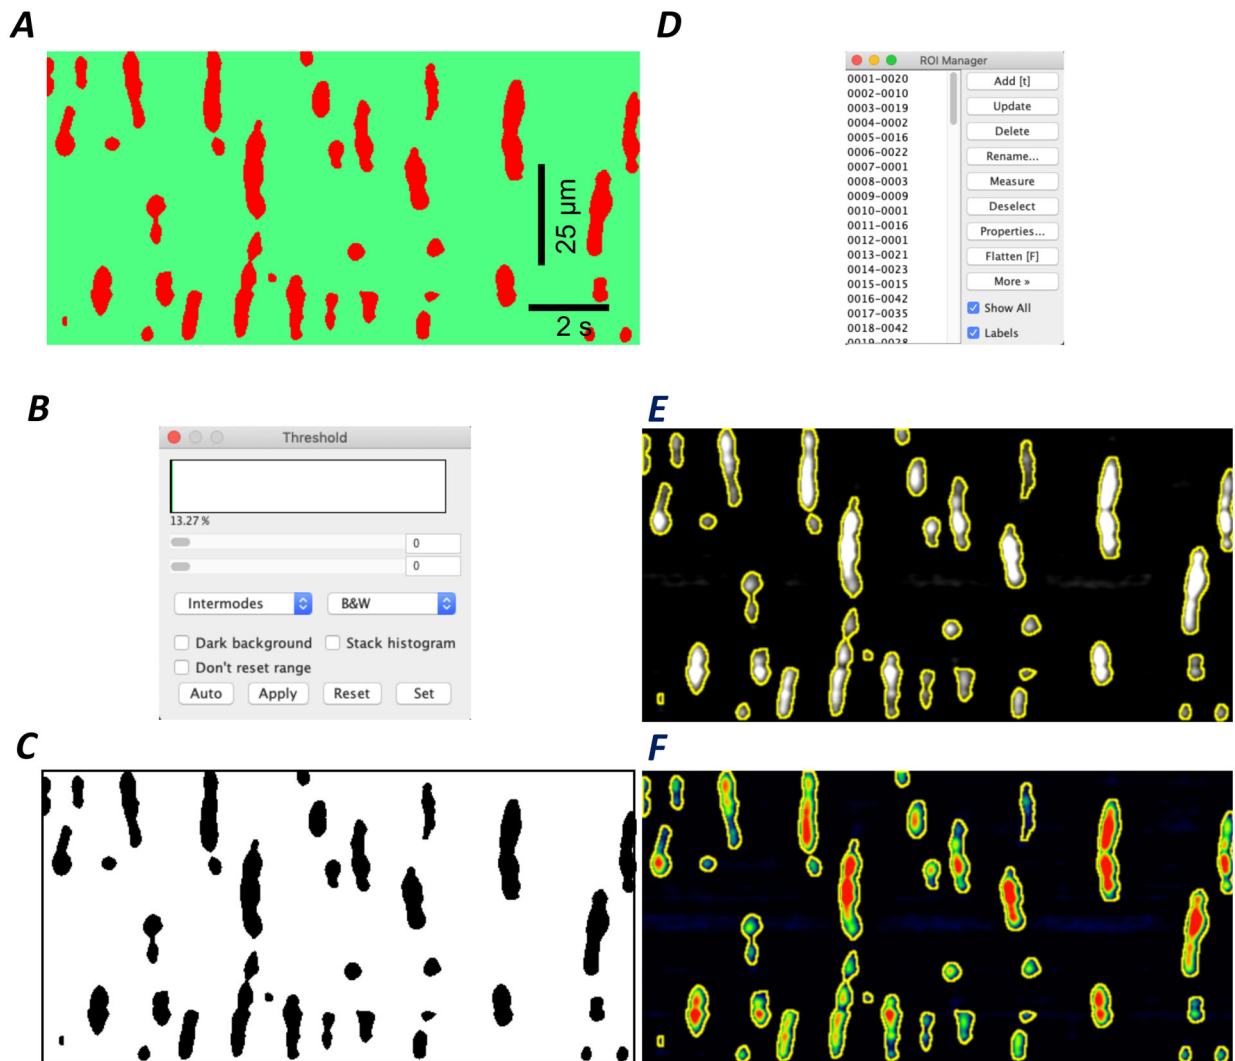 A
25 µm
2 s
B
Threshold
13.27 %
0
0
Intermodes
B&W
Dark background
Stack histogram
Don't reset range
Auto
Apply
Reset
Set
C
D
ROI Manager
0001-0020
0002-0010
0003-0019
0004-0002
0005-0016
0006-0022
0007-0001
0008-0003
0009-0009
0010-0001
0011-0016
0012-0001
0013-0021
0014-0023
0015-0015
0016-0042
0017-0035
0018-0042
0019-0028
Add [t]
Update
Delete
Rename...
Measure
Deselect
Properties...
Flatten [F]
More »
Show All
Labels
E
F